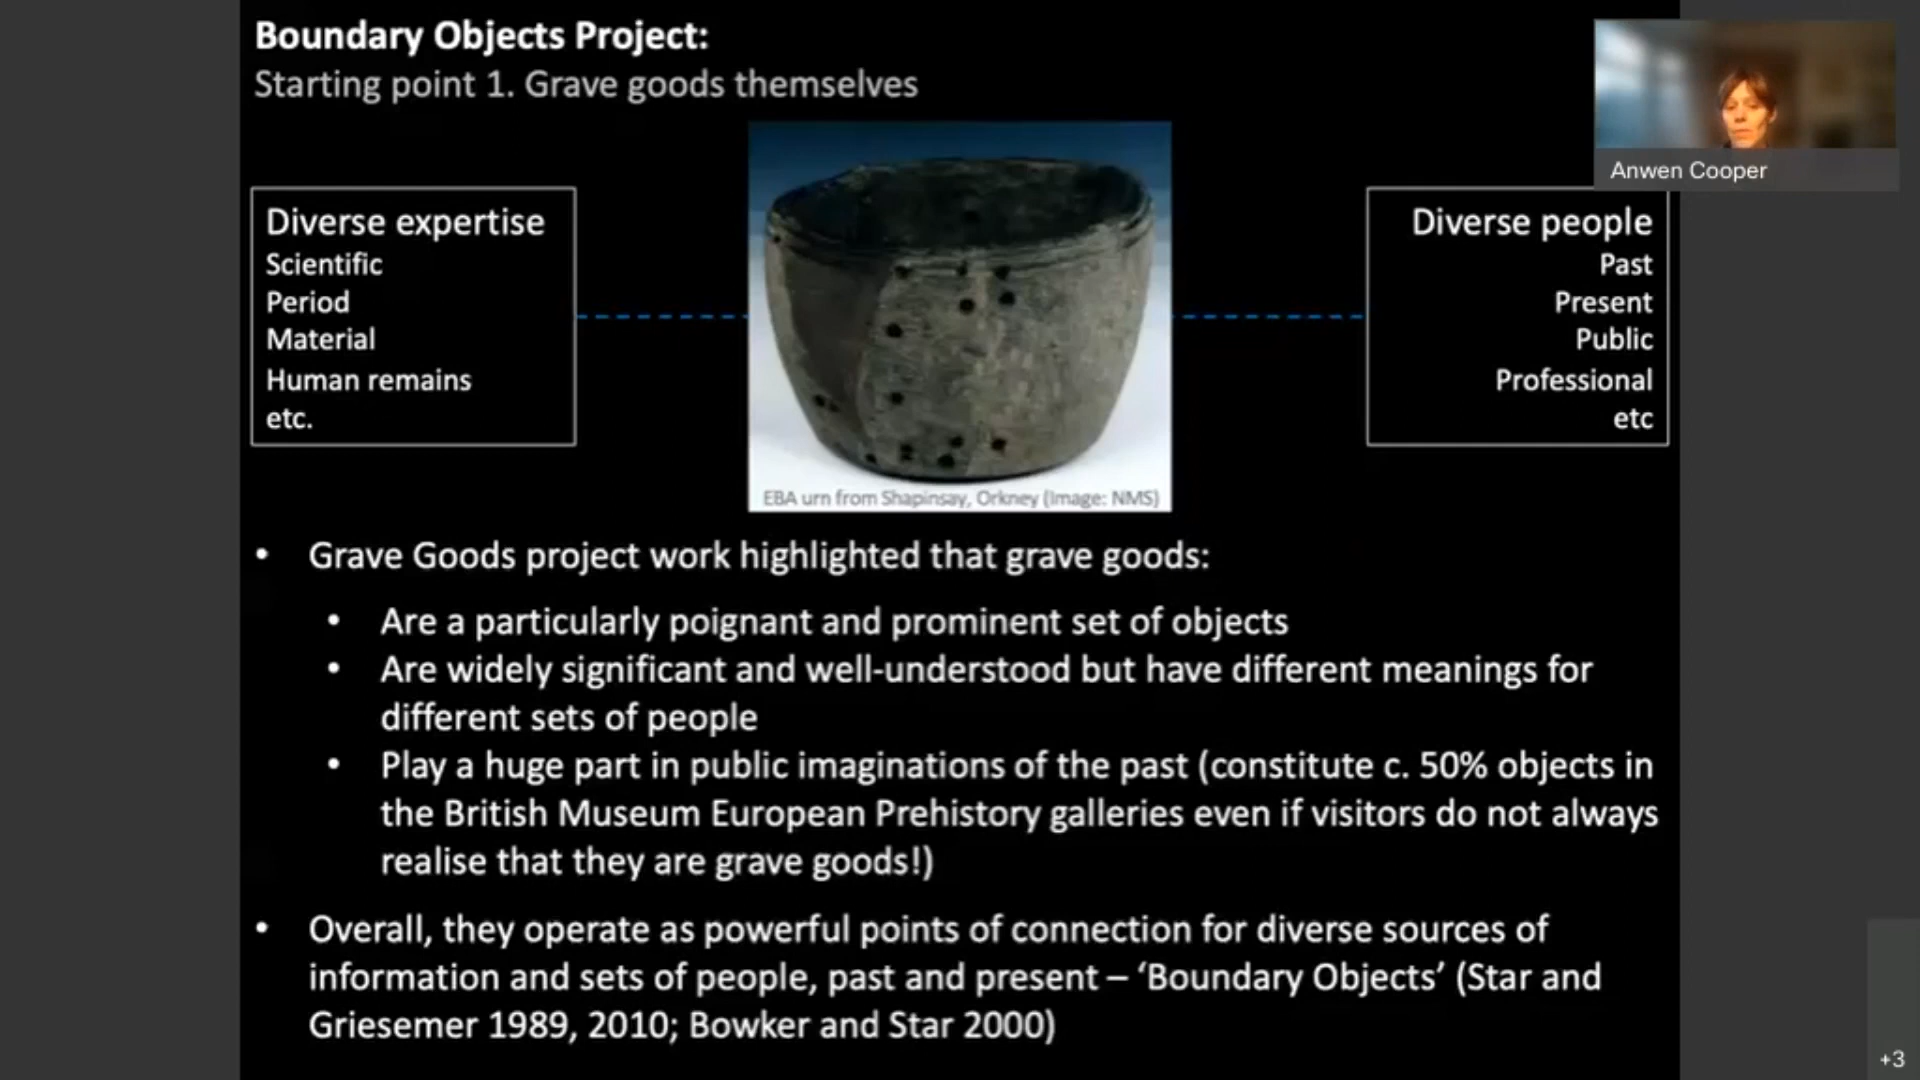 Boundary Objects Project:
Starting point 1. Grave goods themselves
Anwen Cooper
Diverse expertise
Scientific
Period
Material
Human remains
etc.
Diverse people
Past
Present
Public
Professional
etc
EBA urn from Shapinsay, Orkney (Image: NMS)
• Grave Goods project work highlighted that grave goods:
• Are a particularly poignant and prominent set of objects
• Are widely significant and well-understood but have different meanings for
different sets of people
• Play a huge part in public imaginations of the past (constitute c. 50% objects in
the British Museum European Prehistory galleries even if visitors do not always
realise that they are grave goods!)
• Overall, they operate as powerful points of connection for diverse sources of
information and sets of people, past and present – ‘Boundary Objects’ (Star and
Griesemer 1989, 2010; Bowker and Star 2000)
+3